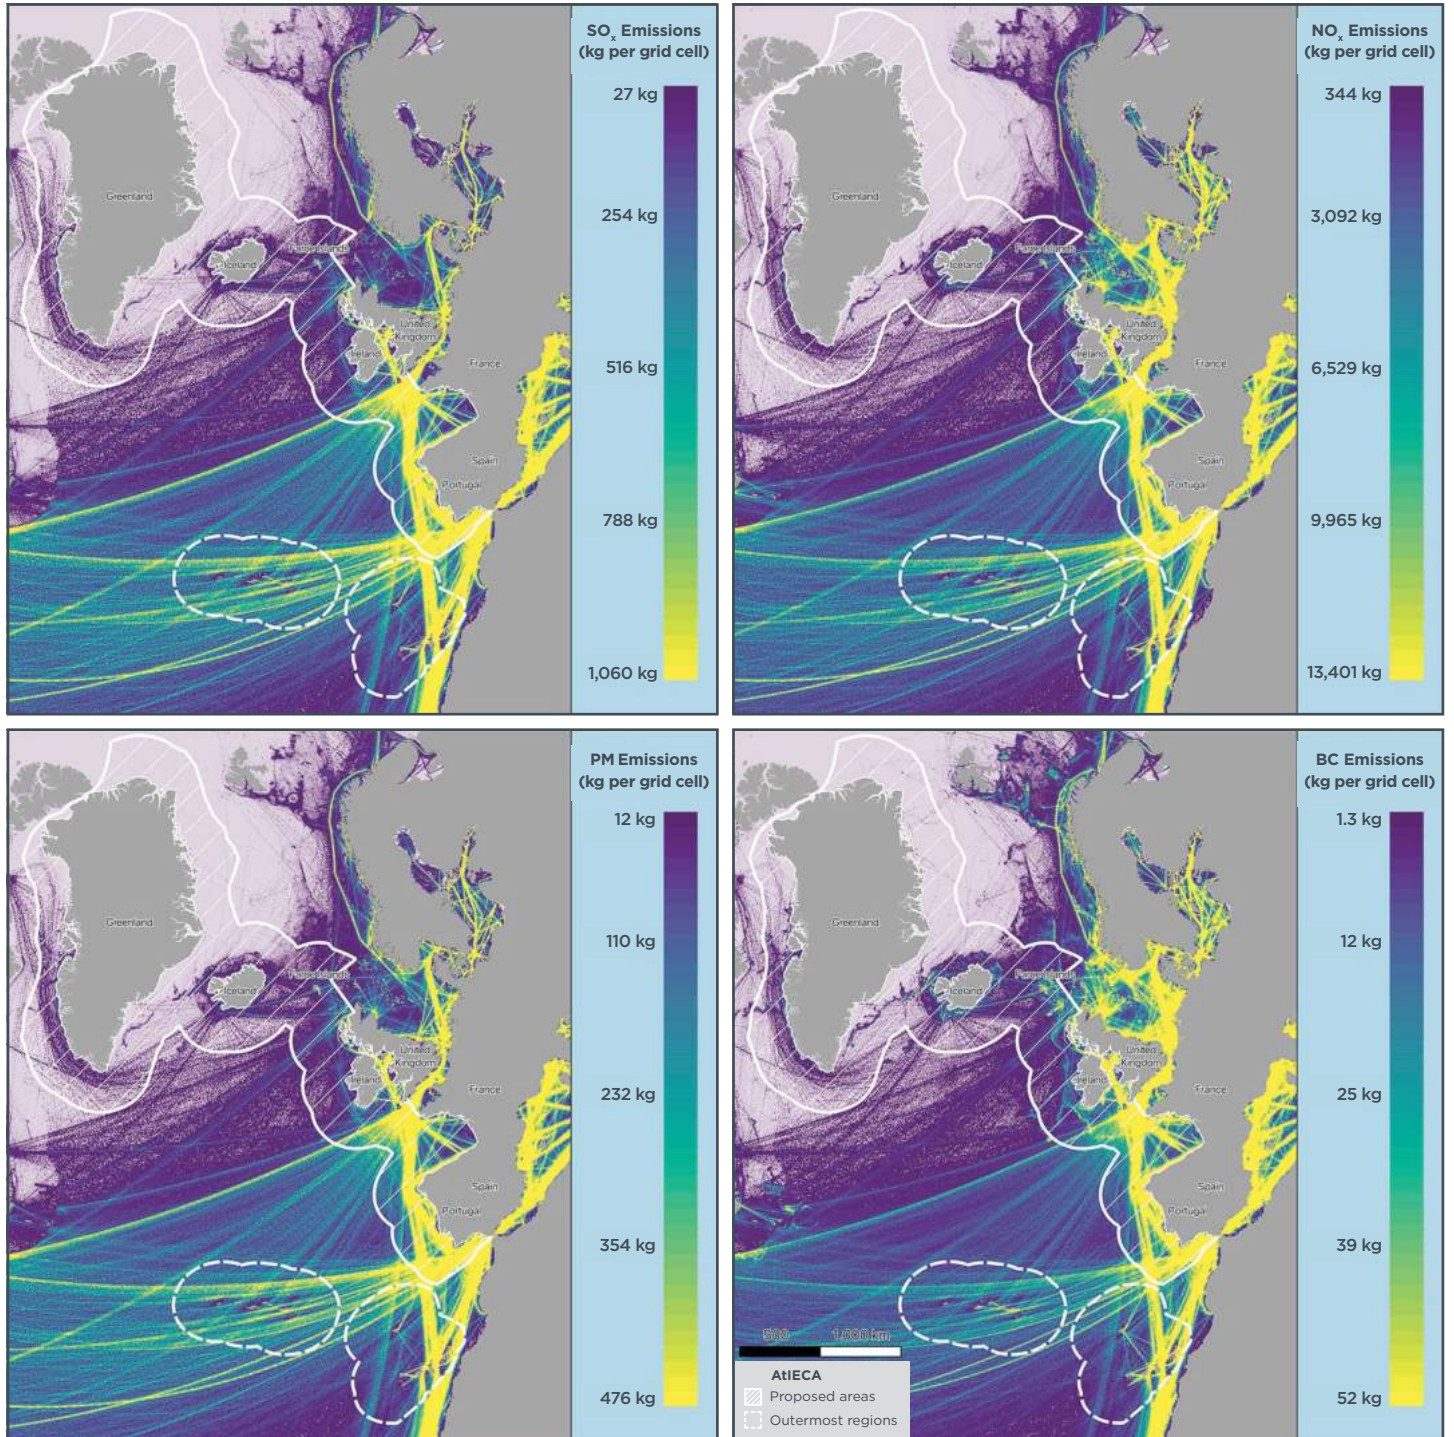 SOx Emissions
(kg per grid cell)
27 kg
254 kg
516 kg
788 kg
1,060 kg
Greenland
Iceland
Faroe Islands
United
Kingdom
Ireland
France
Spain
Portugal
NOx Emissions
(kg per grid cell)
344 kg
3,092 kg
6,529 kg
9,965 kg
13,401 kg
Greenland
Iceland
Faroe Islands
United
Kingdom
Ireland
France
Spain
Portugal
PM Emissions
(kg per grid cell)
12 kg
110 kg
232 kg
354 kg
476 kg
Greenland
Iceland
Faroe Islands
United
Kingdom
Ireland
France
Spain
Portugal
BC Emissions
(kg per grid cell)
1.3 kg
12 kg
25 kg
39 kg
52 kg
Greenland
Iceland
Faroe Islands
United
Kingdom
Ireland
France
Spain
Portugal
500 1.000 km
AtlECA
Proposed areas
Outermost regions